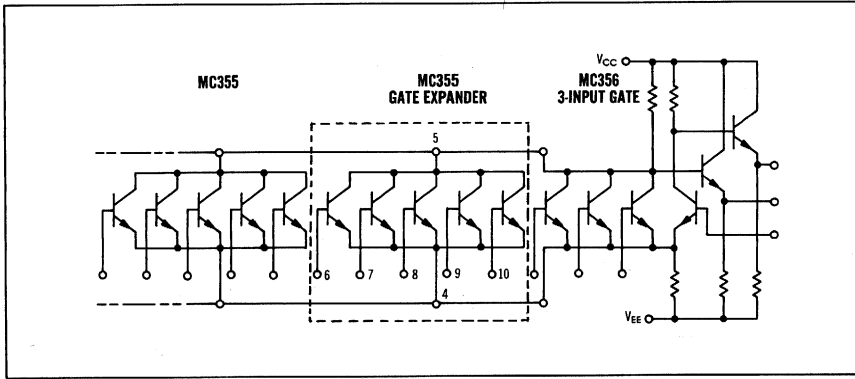 MC355
MC355
GATE EXPANDER
MC356
3-INPUT GATE
VCC
5
6
7
8
9
10
4
VEE